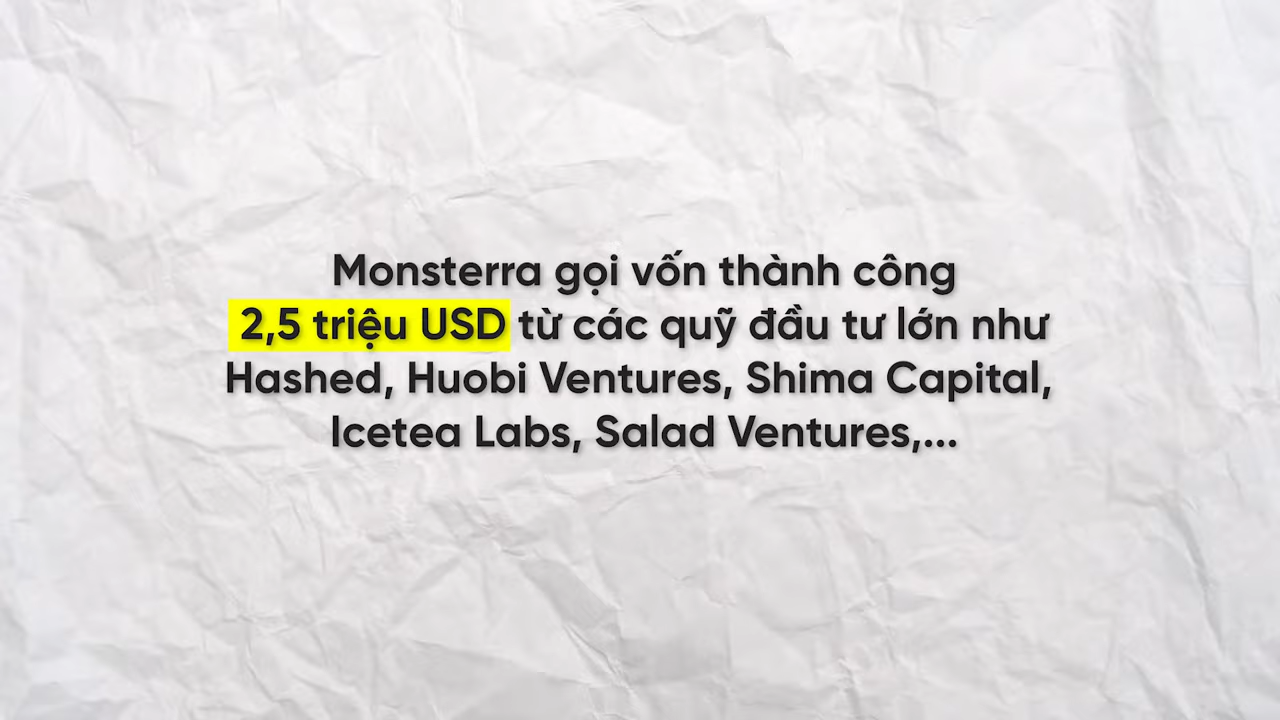 Monsterra gọi vốn thành công
2,5 triệu USD từ các quỹ đầu tư lớn như
Hashed, Huobi Ventures, Shima Capital,
Icetea Labs, Salad Ventures,...